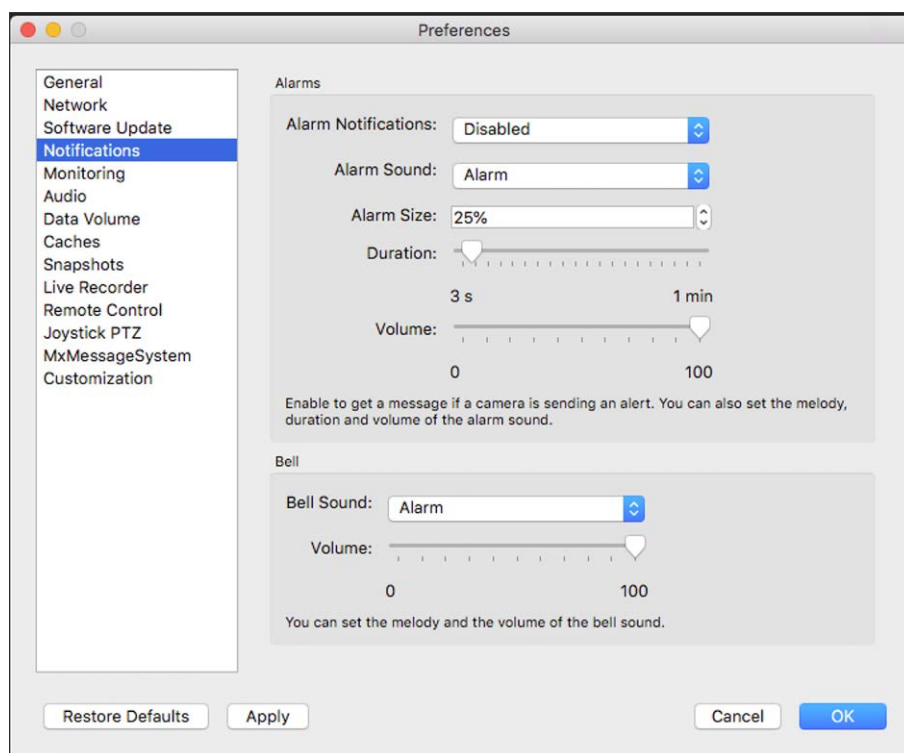 Preferences
General
Network
Software Update
Notifications
Monitoring
Audio
Data Volume
Caches
Snapshots
Live Recorder
Remote Control
Joystick PTZ
MxMessageSystem
Customization
Alarms
Alarm Notifications: Disabled
Alarm Sound: Alarm
Alarm Size: 25%
Duration:
3 s 1 min
Volume:
0 100
Enable to get a message if a camera is sending an alert. You can also set the melody,
duration and volume of the alarm sound.
Bell
Bell Sound: Alarm
Volume:
0 100
You can set the melody and the volume of the bell sound.
Restore Defaults Apply Cancel OK